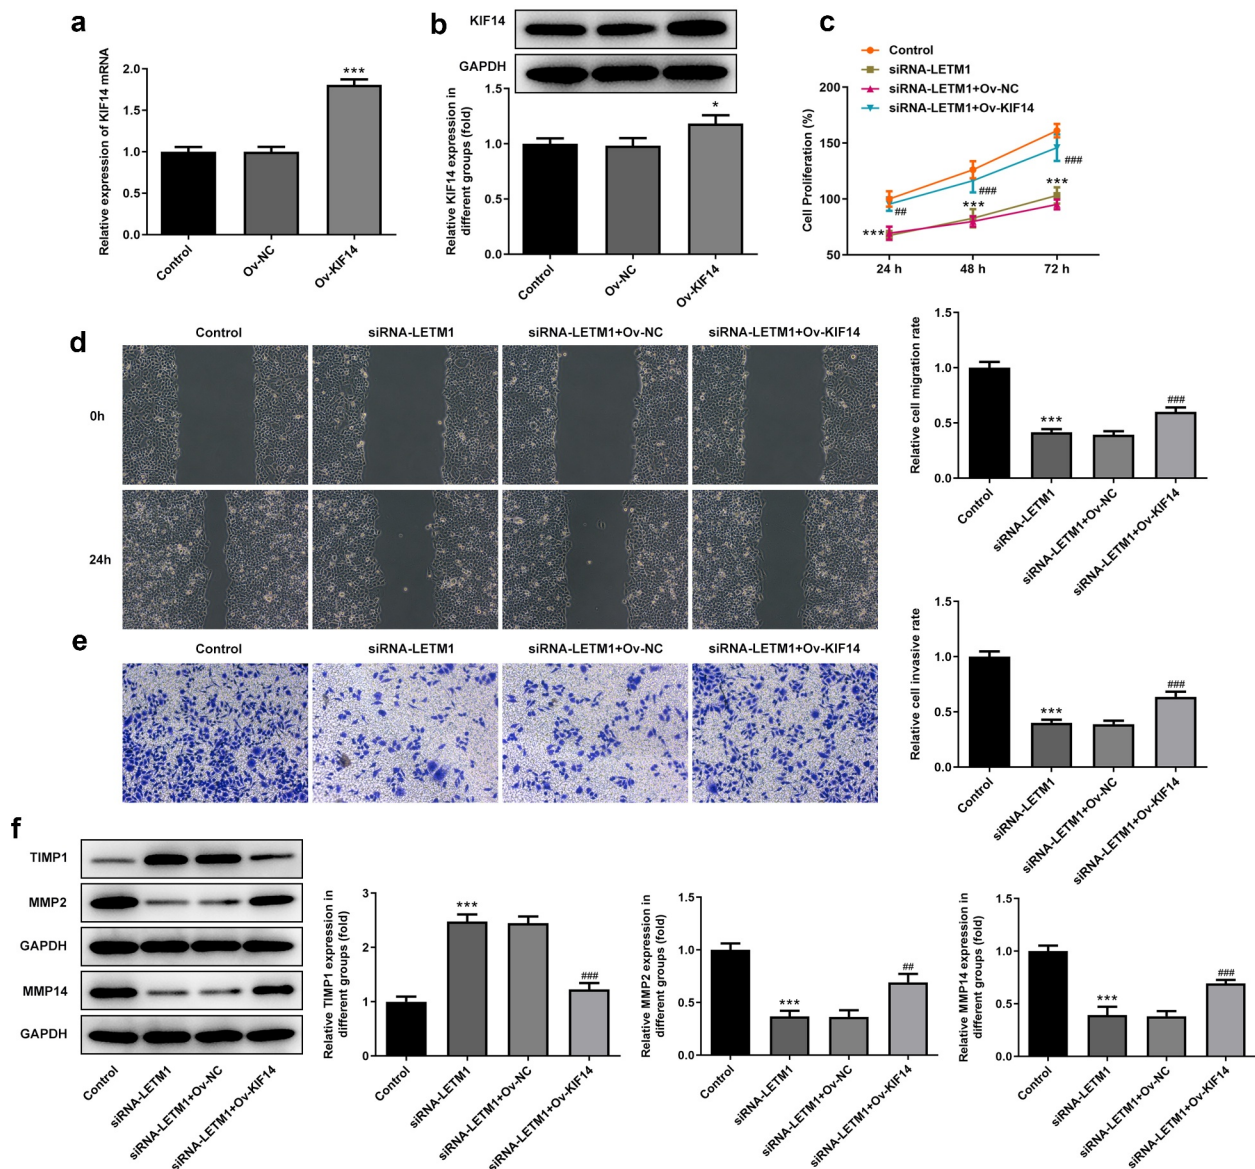 a
Relative expression of KIF14 mRNA
2.0
1.5
1.0
0.5
0.0
***
Control
Ov-NC
Ov-KIF14
b
KIF14
GAPDH
Relative KIF14 expression in
different groups (fold)
1.5
1.0
0.5
0.0
*
Control
Ov-NC
Ov-KIF14
c
Control
siRNA-LETM1
siRNA-LETM1+Ov-NC
siRNA-LETM1+Ov-KIF14
Cell Proliferation (%)
200
150
100
50
***
##
***
###
***
###
24 h
48 h
72 h
d
Control
siRNA-LETM1
siRNA-LETM1+Ov-NC
siRNA-LETM1+Ov-KIF14
0h
24h
Relative cell migration rate
1.5
1.0
0.5
0.0
***
###
Control
siRNA-LETM1
siRNA-LETM1+Ov-NC
siRNA-LETM1+Ov-KIF14
e
Control
siRNA-LETM1
siRNA-LETM1+Ov-NC
siRNA-LETM1+Ov-KIF14
Relative cell invasive rate
1.5
1.0
0.5
0.0
***
###
Control
siRNA-LETM1
siRNA-LETM1+Ov-NC
siRNA-LETM1+Ov-KIF14
f
TIMP1
MMP2
GAPDH
MMP14
GAPDH
Control
siRNA-LETM1
siRNA-LETM1+Ov-NC
siRNA-LETM1+Ov-KIF14
Relative TIMP1 expression in
different groups (fold)
3
2
1
0
***
###
Control
siRNA-LETM1
siRNA-LETM1+Ov-NC
siRNA-LETM1+Ov-KIF14
Relative MMP2 expression in
different groups (fold)
1.5
1.0
0.5
0.0
***
##
Control
siRNA-LETM1
siRNA-LETM1+Ov-NC
siRNA-LETM1+Ov-KIF14
Relative MMP14 expression in
different groups (fold)
1.5
1.0
0.5
0.0
***
###
Control
siRNA-LETM1
siRNA-LETM1+Ov-NC
siRNA-LETM1+Ov-KIF14